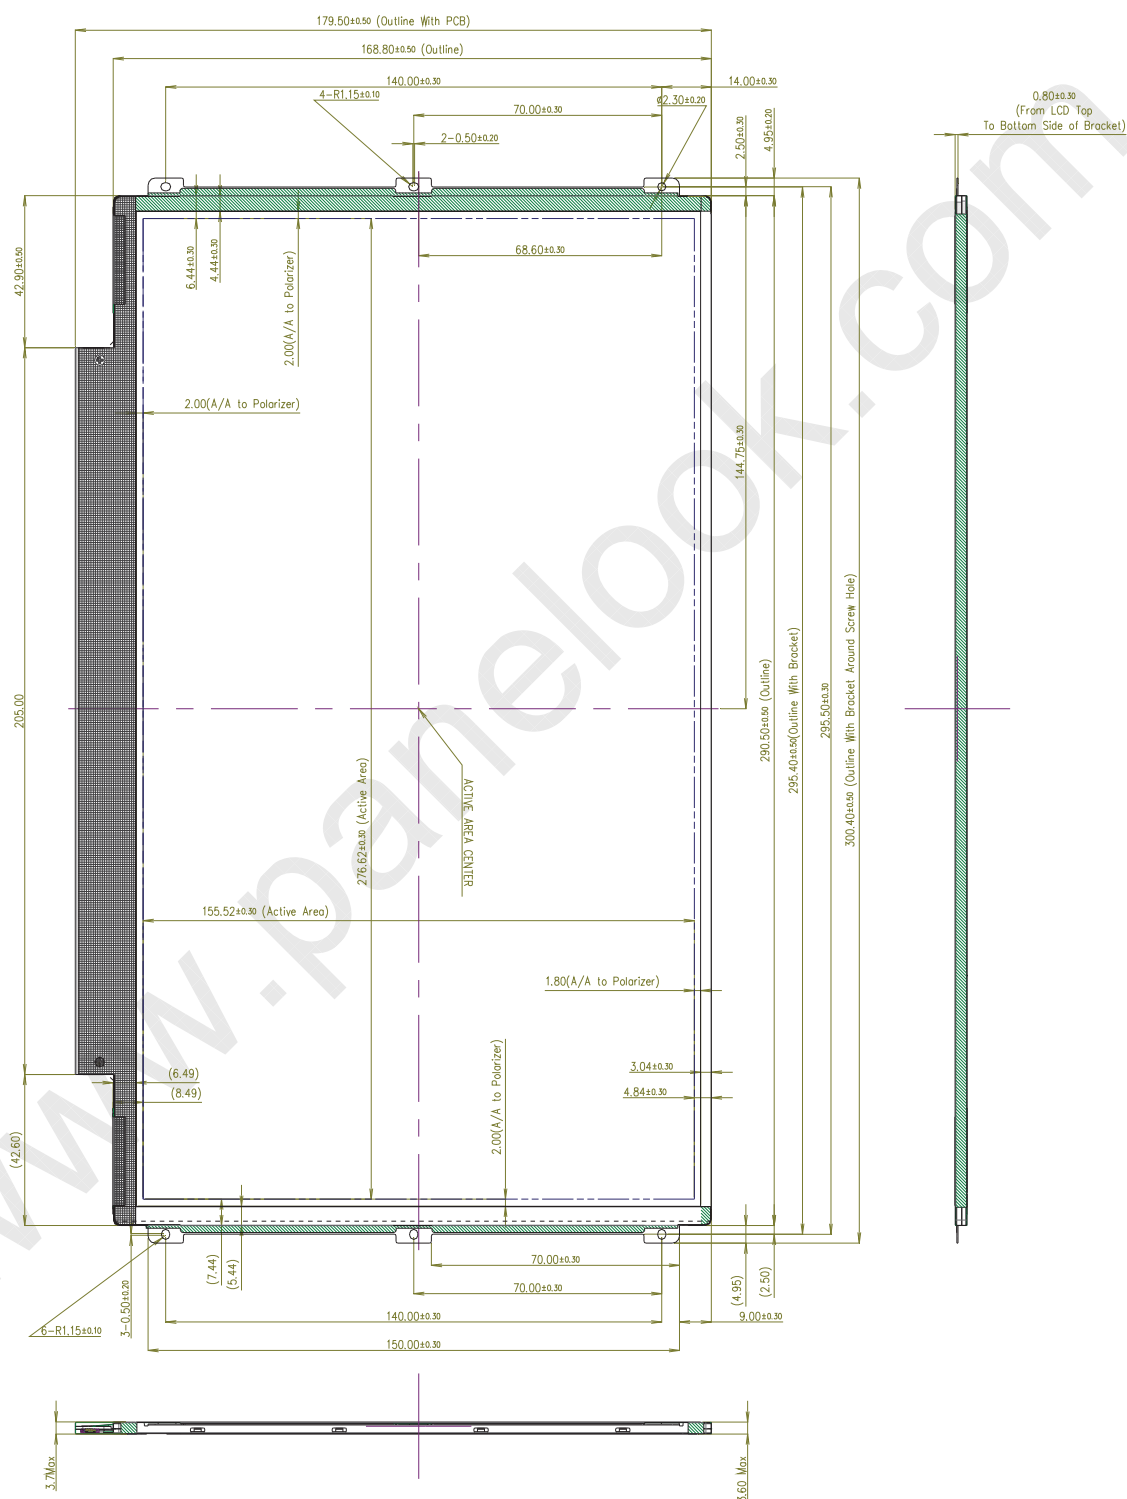 179.50±0.50 (Outline With PCB)
168.80±0.50 (Outline)
140.00±0.30
14.00±0.30
4-R1.15±0.10
ø2.30±0.20
70.00±0.30
2-0.50±0.20
2.50±0.30
4.95±0.20
0.80±0.30
(From LCD Top
To Bottom Side of Bracket)
42.90±0.50
6.44±0.30
4.44±0.30
2.00(A/A to Polarizer)
68.60±0.30
2.00(A/A to Polarizer)
144.75±0.30
205.00
276.62±0.30 (Active Area)
ACTIVE AREA CENTER
290.50±0.50 (Outline)
295.40±0.50(Outline With Bracket)
295.50±0.30
300.40±0.50 (Outline With Bracket Around Screw Hole)
155.52±0.30 (Active Area)
1.80(A/A to Polarizer)
2.00(A/A to Polarizer)
3.04±0.30
4.84±0.30
(6.49)
(8.49)
(42.60)
(7.44)
(5.44)
70.00±0.30
70.00±0.30
(4.95)
(2.50)
3-0.50±0.20
6-R1.15±0.10
140.00±0.30
9.00±0.30
150.00±0.30
3.7Max
.60 Max
www.panelook.com